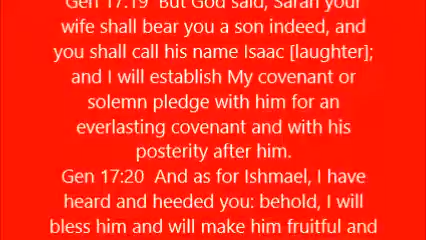 Gen 17:19  But God said, Sarah your
wife shall bear you a son indeed, and
you shall call his name Isaac [laughter];
and I will establish My covenant or
solemn pledge with him for an
everlasting covenant and with his
posterity after him.
Gen 17:20  And as for Ishmael, I have
heard and heeded you: behold, I will
bless him and will make him fruitful and